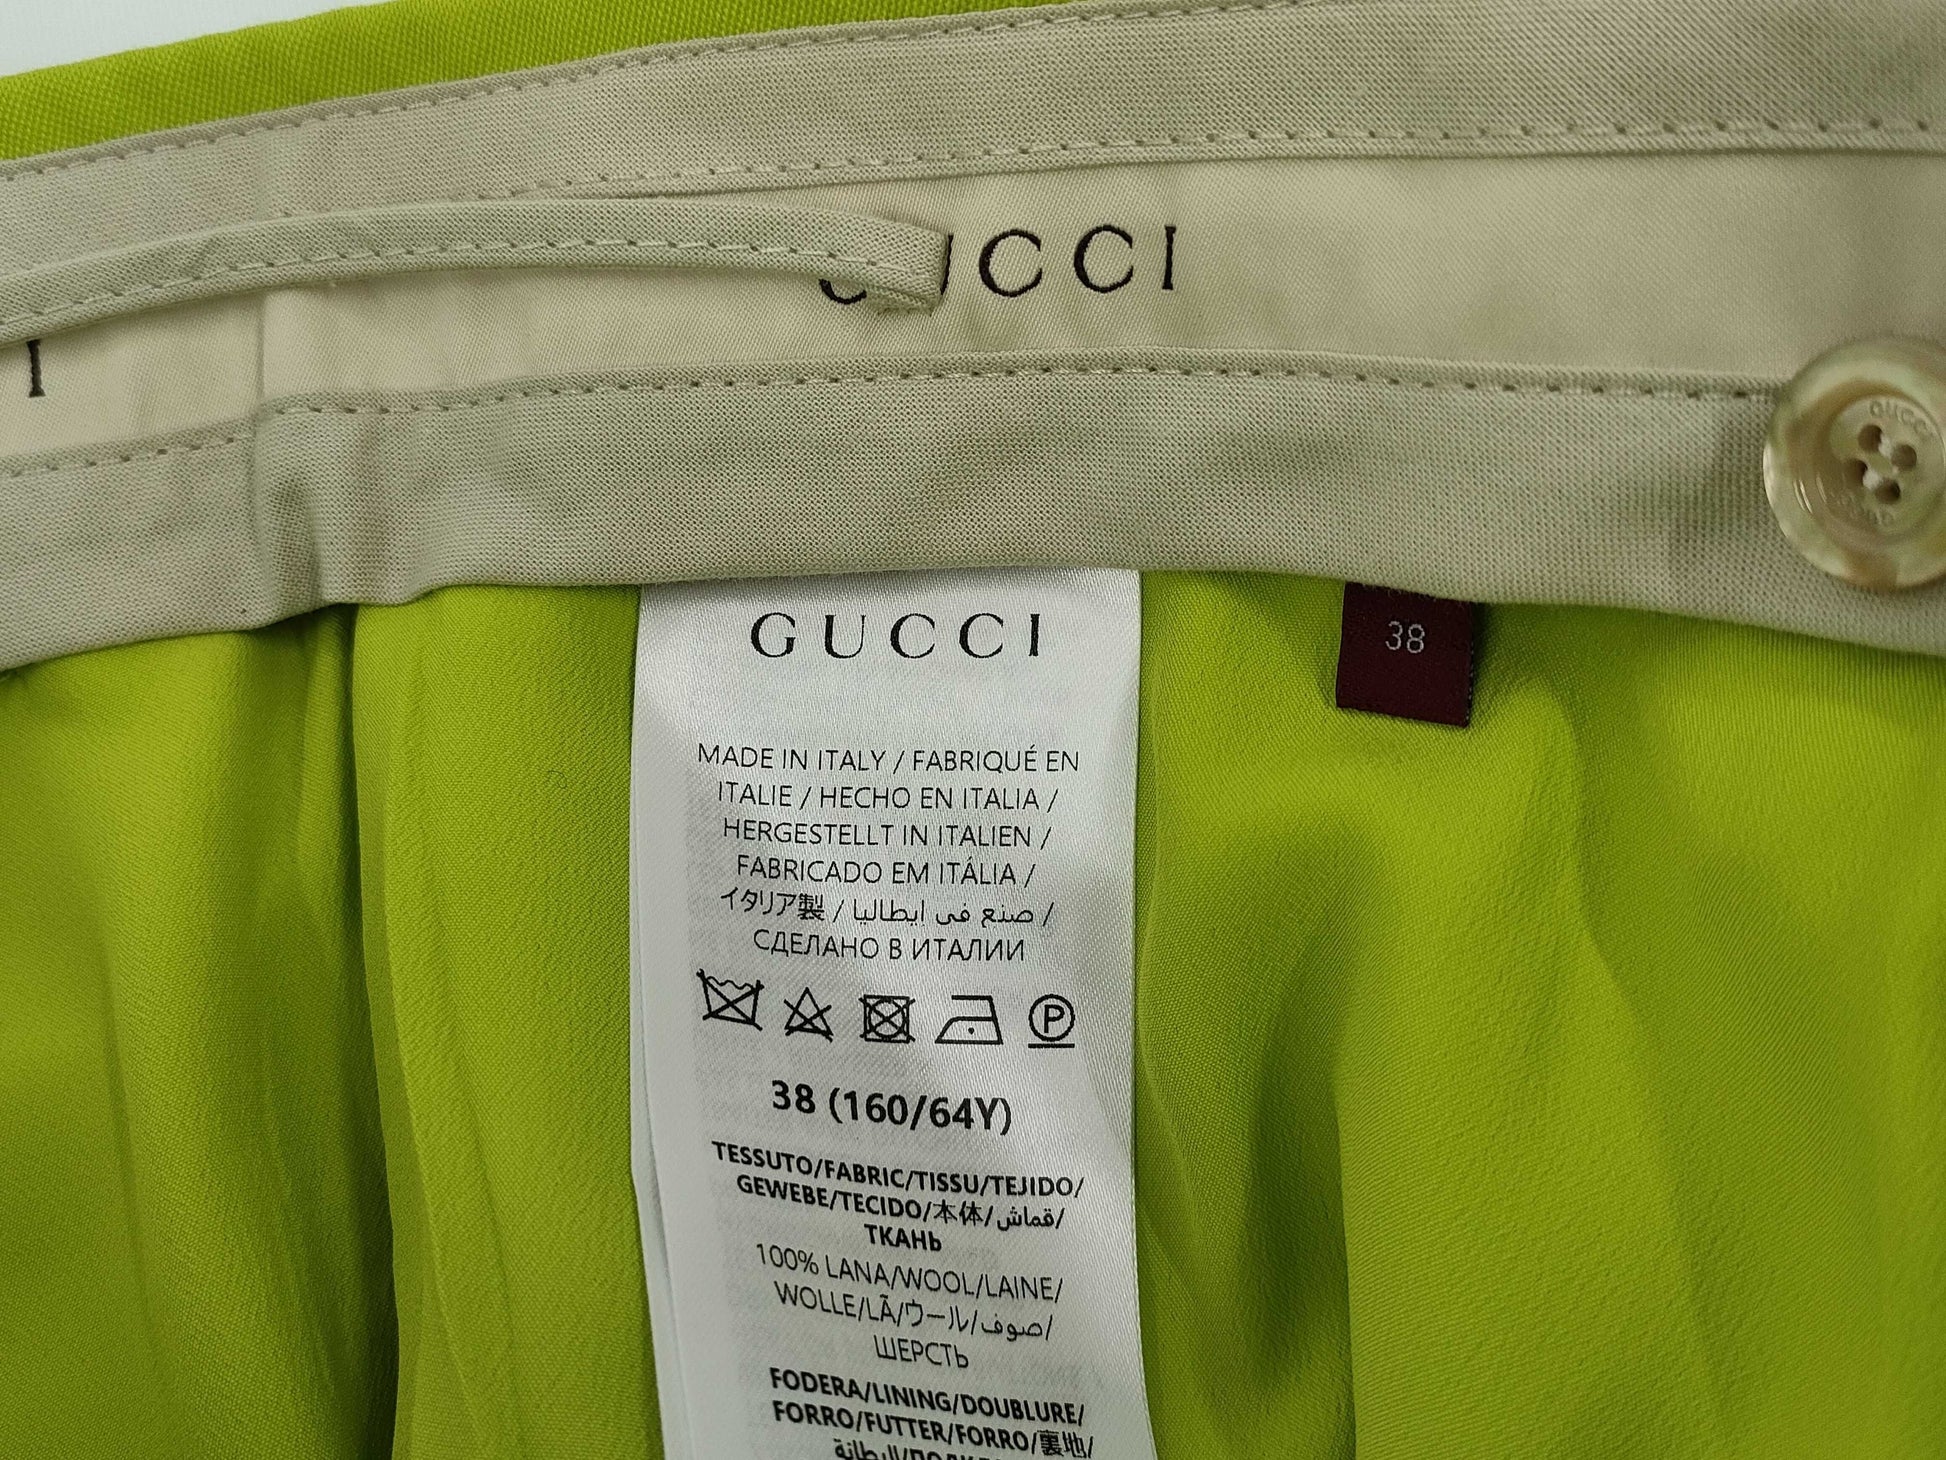 GUCCI
I
GUCCI
GUCCI
38
MADE IN ITALY / FABRIQUÉ EN
ITALIE / HECHO EN ITALIA /
HERGESTELLT IN ITALIEN /
FABRICADO EM ITÁLIA /
イタリア製 / صنع في ايطاليا /
СДЕЛАНО В ИТАЛИИ
P
38 (160/64Y)
TESSUTO/FABRIC/TISSU/TEJIDO/
GEWEBE/TECIDO/本体/قماش/
ТКАНЬ
100% LANA/WOOL/LAINE/
WOLLE/LÃ/ウール/صوف/
ШЕРСТЬ
FODERA/LINING/DOUBLURE/
FORRO/FUTTER/FORRO/裏地/